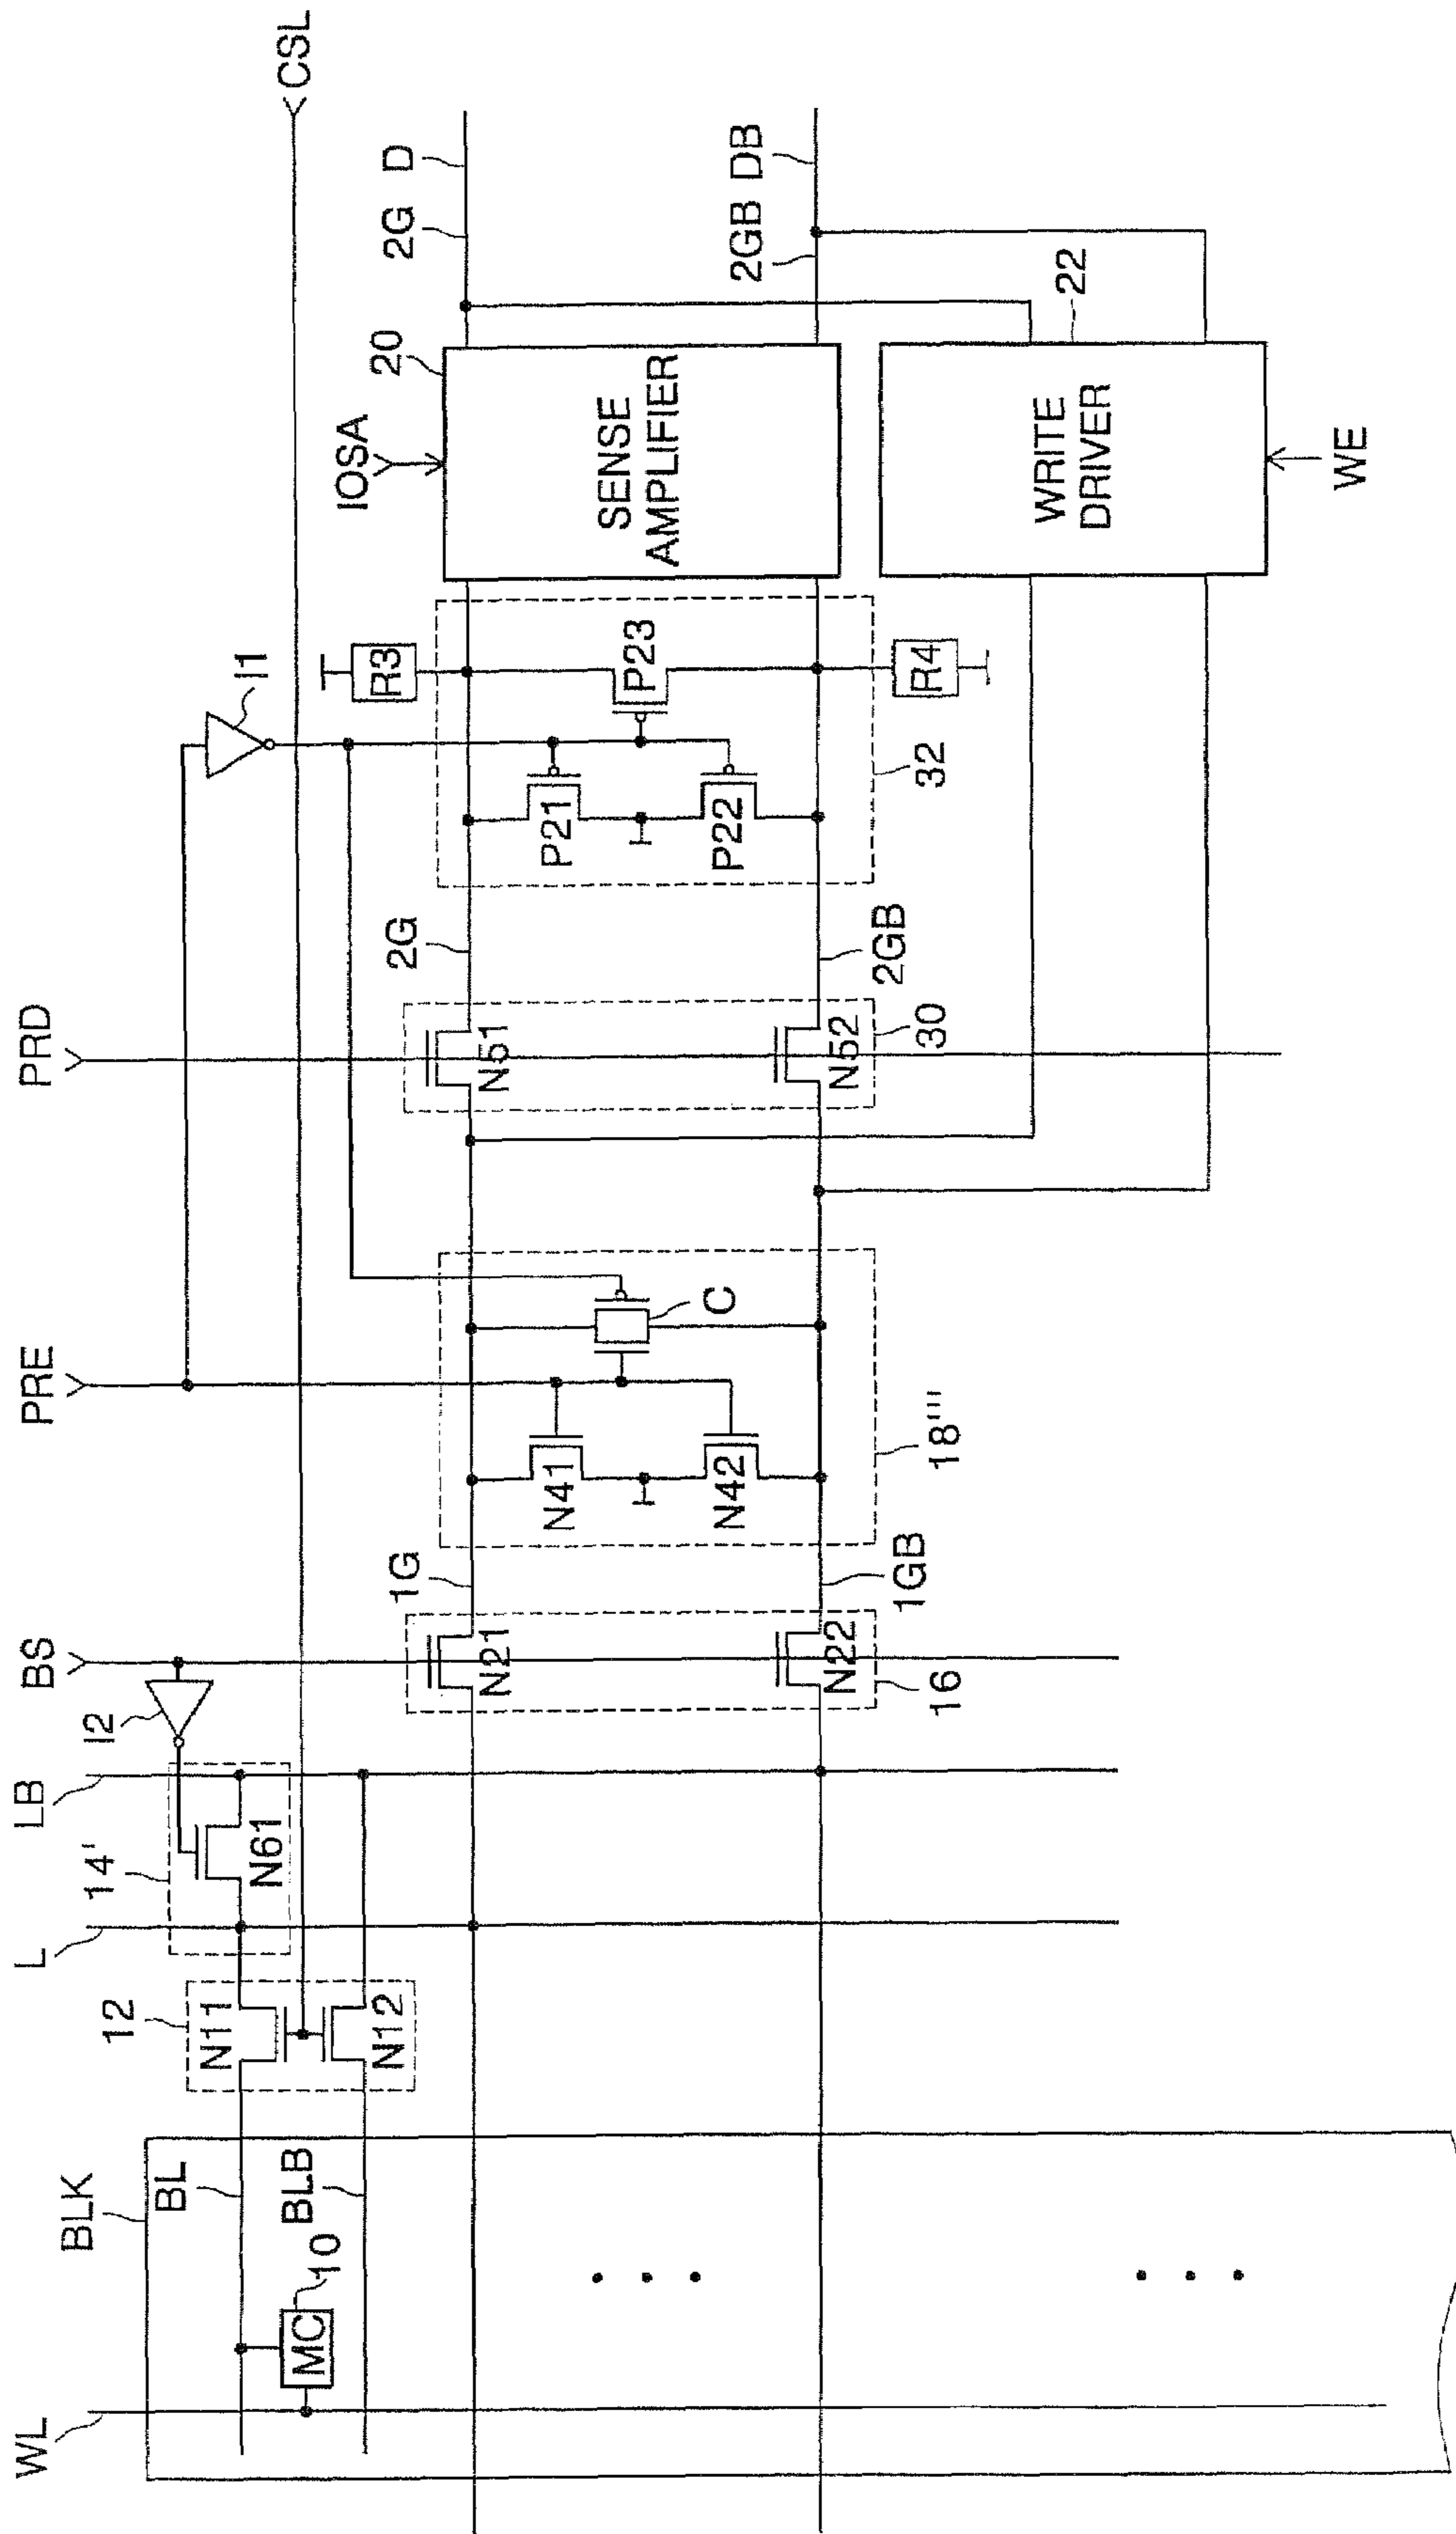 WL
BLK
BL
MC
10
BLB
12
N11
N12
L
14'
N61
LB
I2
BS
N21
N22
16
1G
1GB
PRE
N41
N42
C
18'''
PRD
N51
N52
30
2G
2GB
I1
P21
P22
P23
32
R3
R4
IOSA
20
SENSE
AMPLIFIER
WRITE
DRIVER
22
WE
2G
D
2GB
DB
CSL